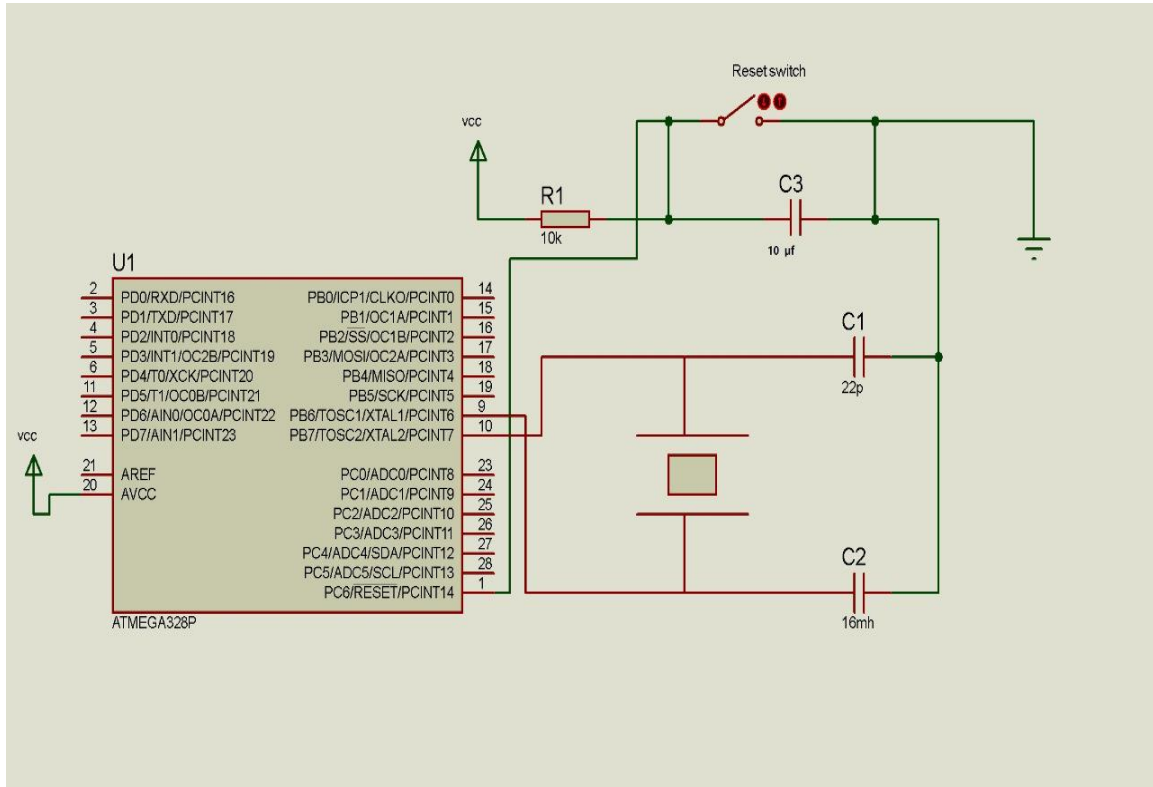 Reset switch
vcc
R1
10k
C3
10 µf
U1
2 PD0/RXD/PCINT16 PB0/ICP1/CLKO/PCINT0 14
3 PD1/TXD/PCINT17 PB1/OC1A/PCINT1 15
4 PD2/INT0/PCINT18 PB2/SS/OC1B/PCINT2 16
5 PD3/INT1/OC2B/PCINT19 PB3/MOSI/OC2A/PCINT3 17
6 PD4/T0/XCK/PCINT20 PB4/MISO/PCINT4 18
11 PD5/T1/OC0B/PCINT21 PB5/SCK/PCINT5 19
12 PD6/AIN0/OC0A/PCINT22 PB6/TOSC1/XTAL1/PCINT6 9
13 PD7/AIN1/PCINT23 PB7/TOSC2/XTAL2/PCINT7 10
vcc
21 AREF PC0/ADC0/PCINT8 23
20 AVCC PC1/ADC1/PCINT9 24
PC2/ADC2/PCINT10 25
PC3/ADC3/PCINT11 26
PC4/ADC4/SDA/PCINT12 27
PC5/ADC5/SCL/PCINT13 28
PC6/RESET/PCINT14 1
ATMEGA328P
C1
22p
C2
16mh